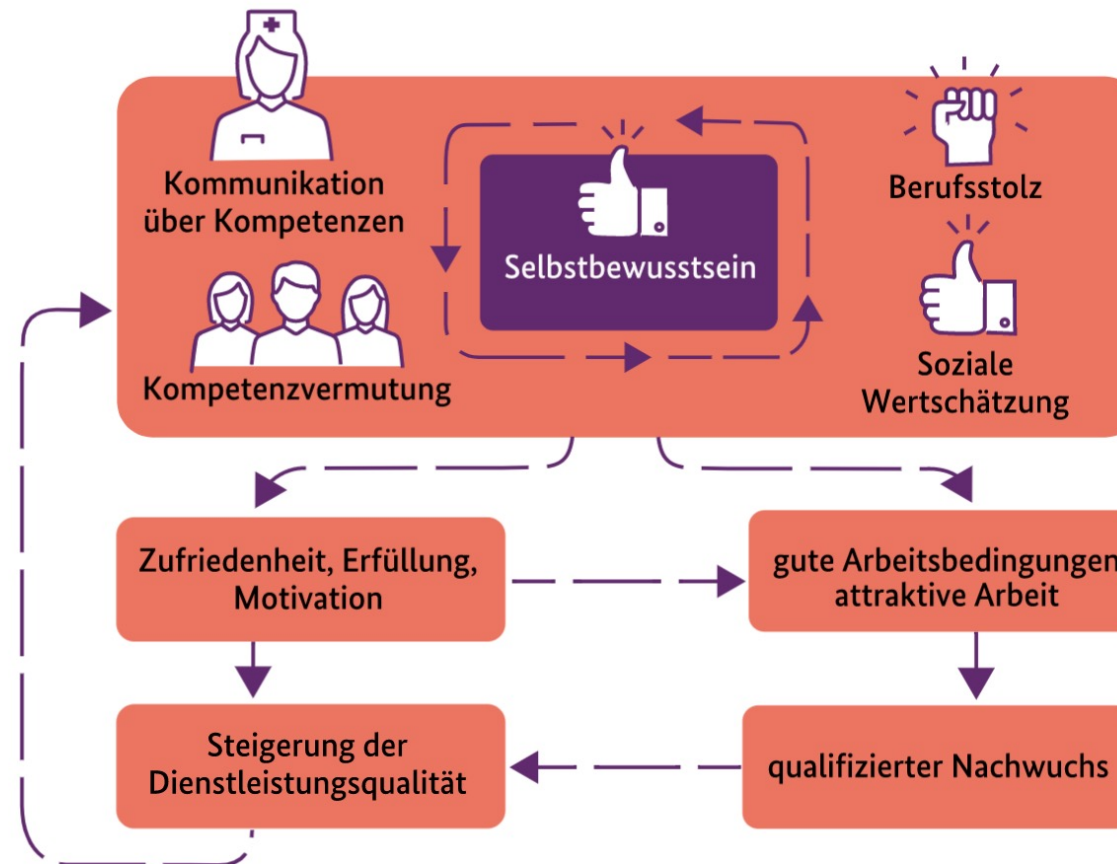 Kommunikation
über Kompetenzen
Kompetenzvermutung
Selbstbewusstsein
Berufsstolz
Soziale
Wertschätzung
Zufriedenheit, Erfüllung,
Motivation
gute Arbeitsbedingungen
attraktive Arbeit
Steigerung der
Dienstleistungsqualität
qualifizierter Nachwuchs